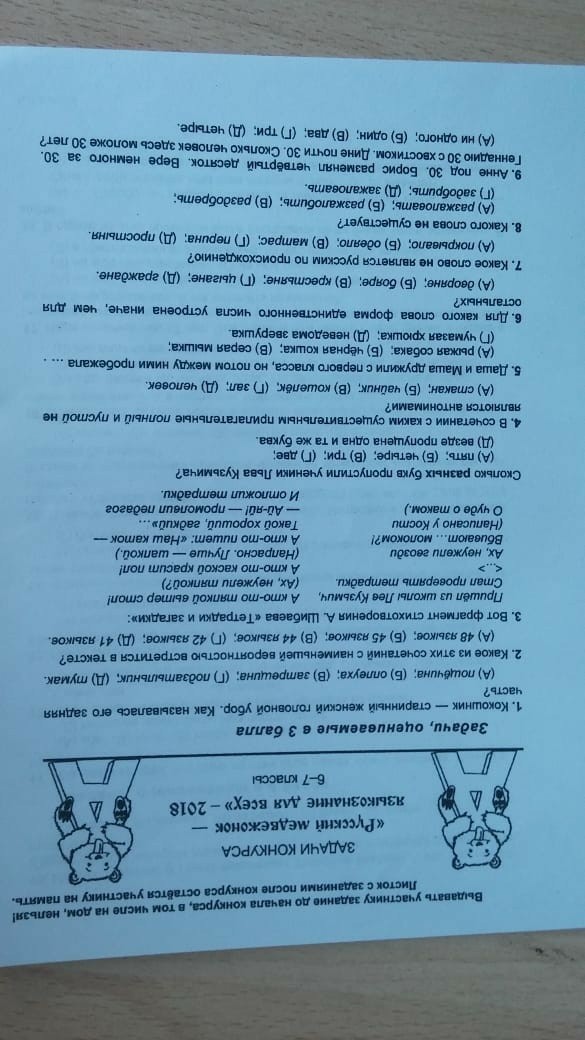 Выдавать участнику задание до начала конкурса, в том числе на дом, нельзя!
Листок с заданиями после конкурса остаётся участнику на память.
ЗАДАЧИ КОНКУРСА
«Русский медвежонок —
языкознание для всех» – 2018
6–7 классы
Задачи, оцениваемые в 3 балла
1. Кокошник — старинный женский головной убор. Как называлась его задняя
часть?
(А) пощёчина; (Б) оплеуха; (В) затрещина; (Г) подзатыльник; (Д) тумак.
2. Какое из этих сочетаний с наименьшей вероятностью встретится в тексте?
(А) 48 языков; (Б) 45 языков; (В) 44 языков; (Г) 42 языков; (Д) 41 языков.
3. Вот фрагмент стихотворения А. Шибаева «Тетрадки и загадки»:
Пришёл из школы Лев Кузьмич,
Стал проверять тетрадки.
<...>
Ах, неужели гвозди
Вбивают... молоком?!
(Написано у Кости
О чуде о таком.)
А кто-то тяпкой вытер стол!
(Ах, неужели тяпкой?)
А кто-то каской красит пол!
(Напрасно. Лучше — шапкой.)
А кто-то пишет: «Наш каток —
Такой хороший, гадкий»...
— Ай-яй! — промолвил педагог
И отложил тетрадки.
Сколько разных букв пропустили ученики Льва Кузьмича?
(А) пять; (Б) четыре; (В) три; (Г) две;
(Д) везде пропущена одна и та же буква.
4. В сочетании с каким существительным прилагательные полный и пустой не
являются антонимами?
(А) стакан; (Б) чайник; (В) кошелёк; (Г) зал; (Д) человек.
5. Даша и Маша дружили с первого класса, но потом между ними пробежала ... .
(А) рыжая собака; (Б) чёрная кошка; (В) серая мышка;
(Г) чумазая хрюшка; (Д) неведома зверушка.
6. Для какого слова форма единственного числа устроена иначе, чем для
остальных?
(А) дворяне; (Б) бояре; (В) крестьяне; (Г) цыгане; (Д) граждане.
7. Какое слово не является русским по происхождению?
(А) покрывало; (Б) одеяло; (В) матрас; (Г) перина; (Д) простыня.
8. Какого слова не существует?
(А) разжаловать; (Б) разжалобить; (В) раздобреть;
(Г) задобрить; (Д) зажаловать.
9. Анне под 30. Борис разменял четвёртый десяток. Вере немного за 30.
Геннадию 30 с хвостиком. Дине почти 30. Сколько человек здесь моложе 30 лет?
(А) ни одного; (Б) один; (В) два; (Г) три; (Д) четыре.